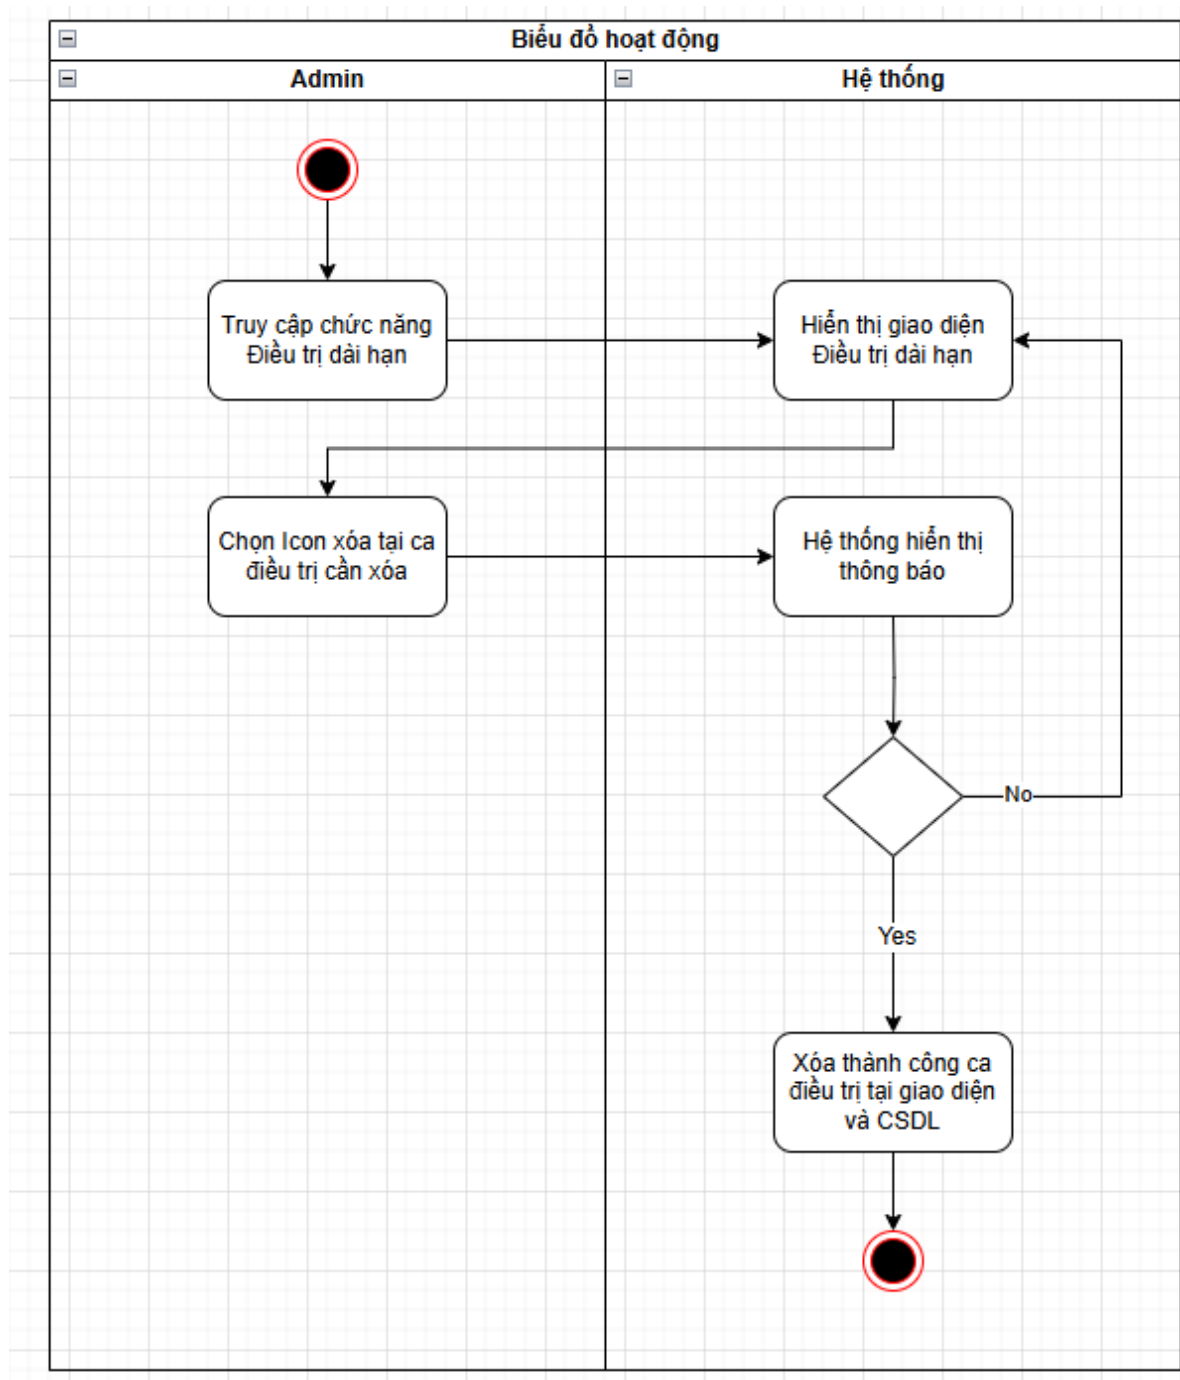 Biểu đồ hoạt động
Admin
Hệ thống
Truy cập chức năng
Điều trị dài hạn
Hiển thị giao diện
Điều trị dài hạn
Chọn Icon xóa tại ca
điều trị cần xóa
Hệ thống hiển thị
thông báo
No
Yes
Xóa thành công ca
điều trị tại giao diện
và CSDL